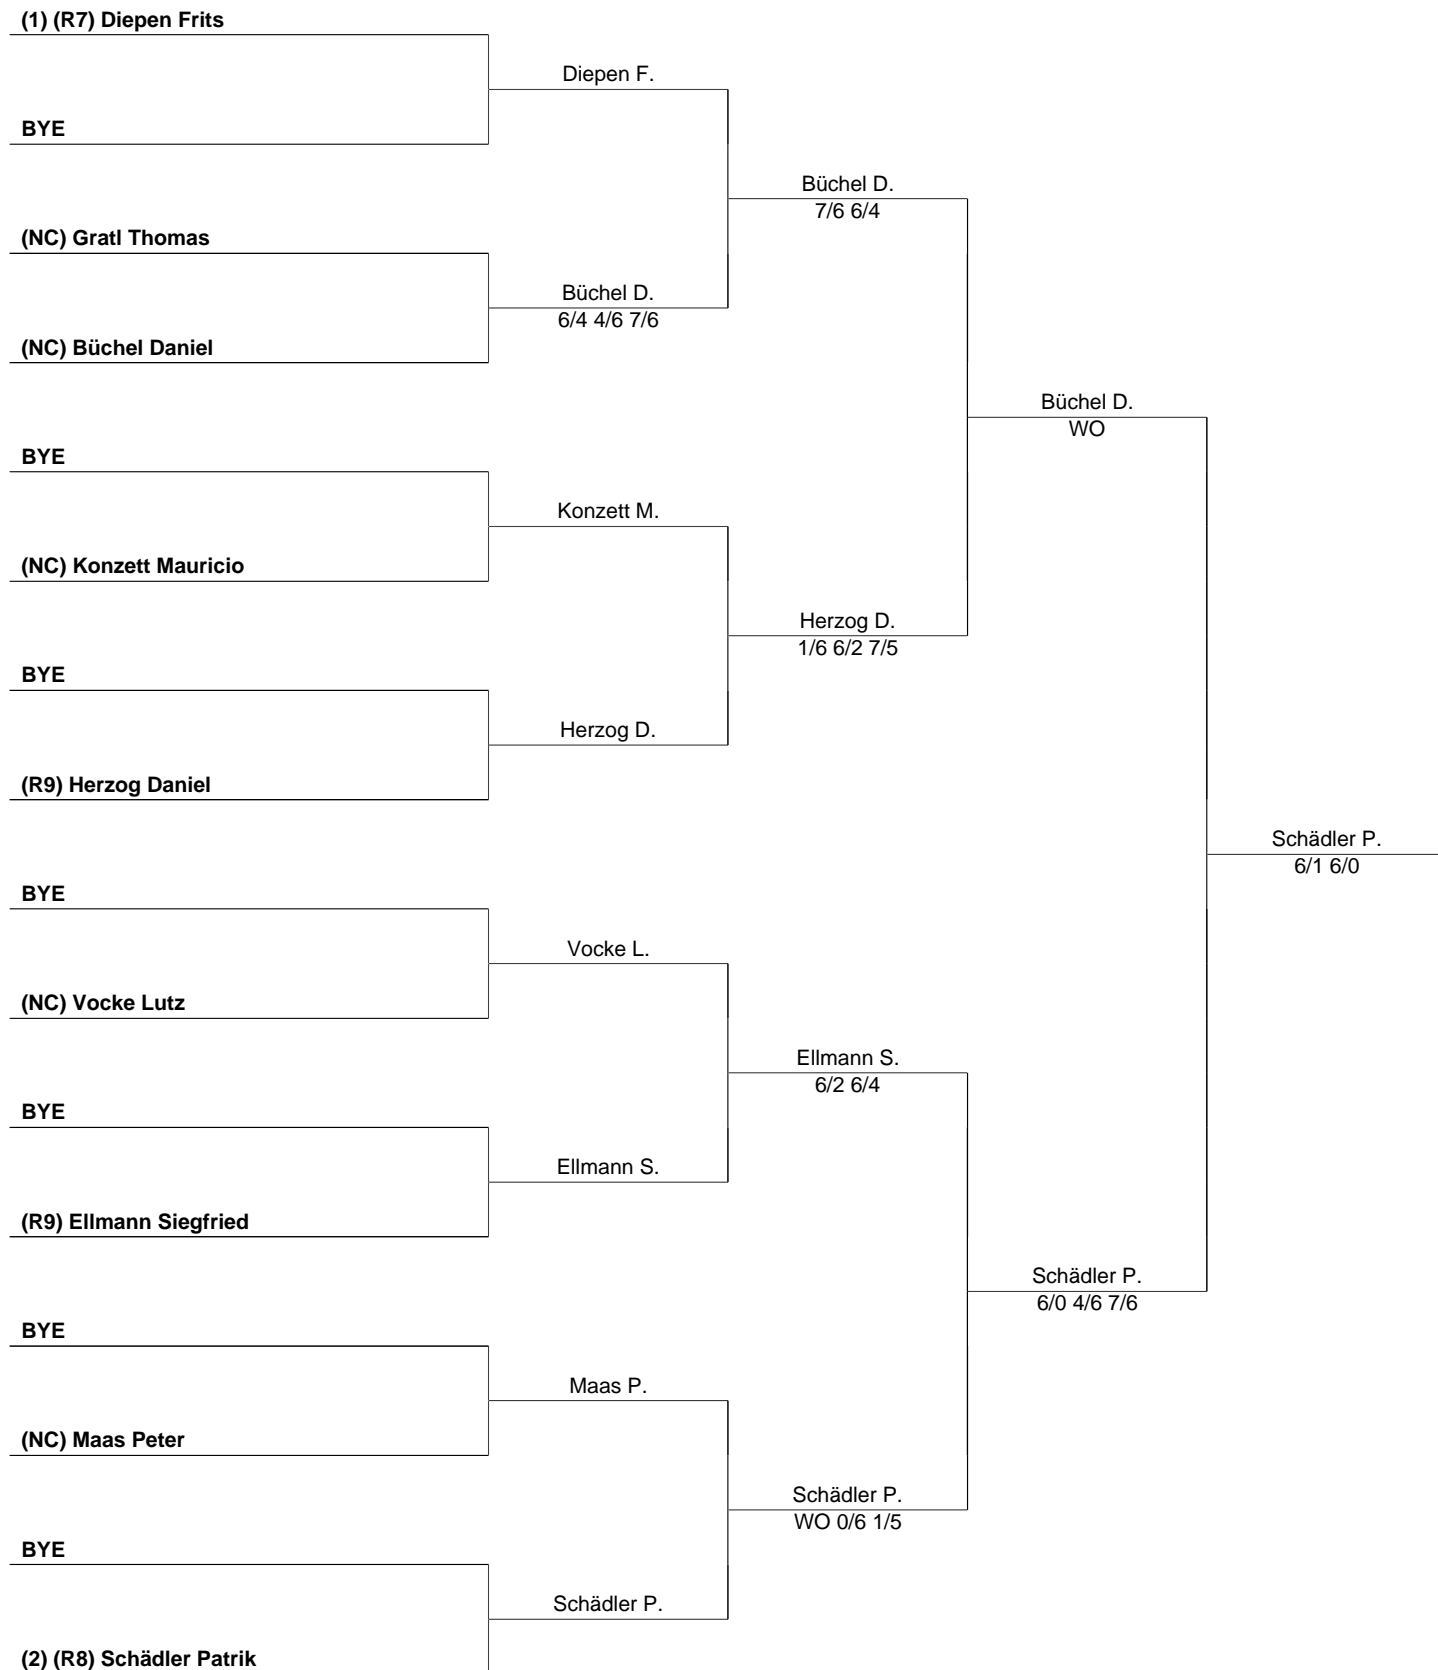 (1) (R7) Diepen Frits
Diepen F.
BYE
Büchel D.
7/6 6/4
(NC) Gratl Thomas
Büchel D.
6/4 4/6 7/6
(NC) Büchel Daniel
Büchel D.
WO
BYE
Konzett M.
(NC) Konzett Mauricio
Herzog D.
1/6 6/2 7/5
BYE
Herzog D.
(R9) Herzog Daniel
Schädler P.
6/1 6/0
BYE
Vocke L.
(NC) Vocke Lutz
Ellmann S.
6/2 6/4
BYE
Ellmann S.
(R9) Ellmann Siegfried
Schädler P.
6/0 4/6 7/6
BYE
Maas P.
(NC) Maas Peter
Schädler P.
WO 0/6 1/5
BYE
Schädler P.
(2) (R8) Schädler Patrik